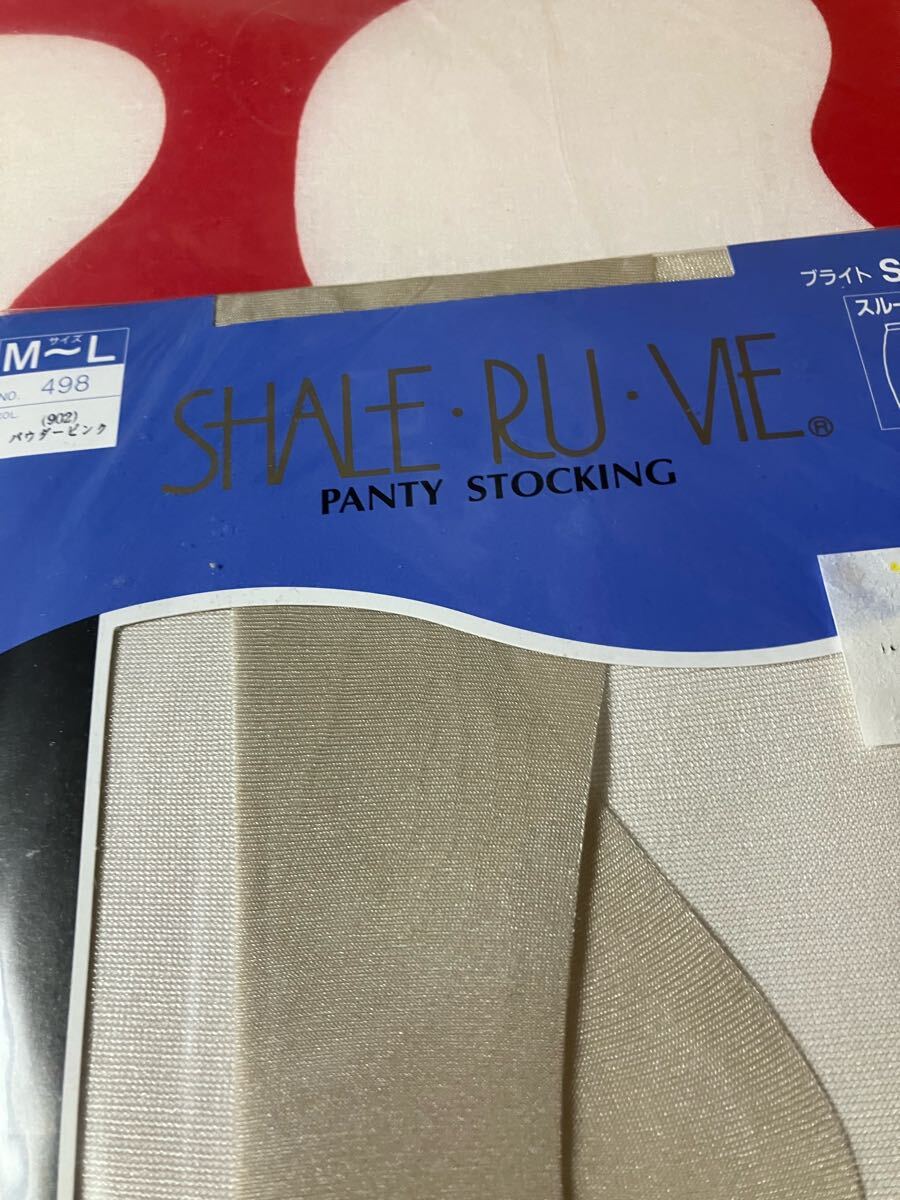 サイズ
M〜L
NO. 498
COL. (902)
パウダーピンク
SHALE・RU・VIE®
PANTY STOCKING
ブライト S
スルー